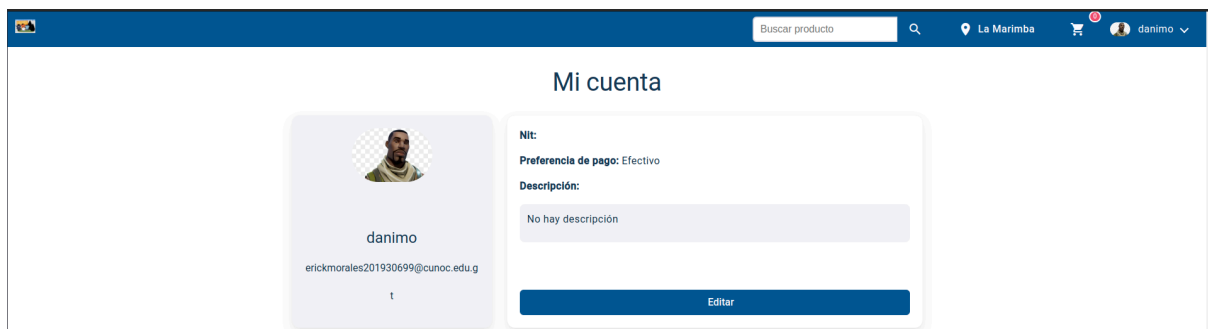 Buscar producto
La Marimba
0
danimo
Mi cuenta
danimo
erickmorales201930699@cunoc.edu.g
t
Nit:
Preferencia de pago: Efectivo
Descripción:
No hay descripción
Editar